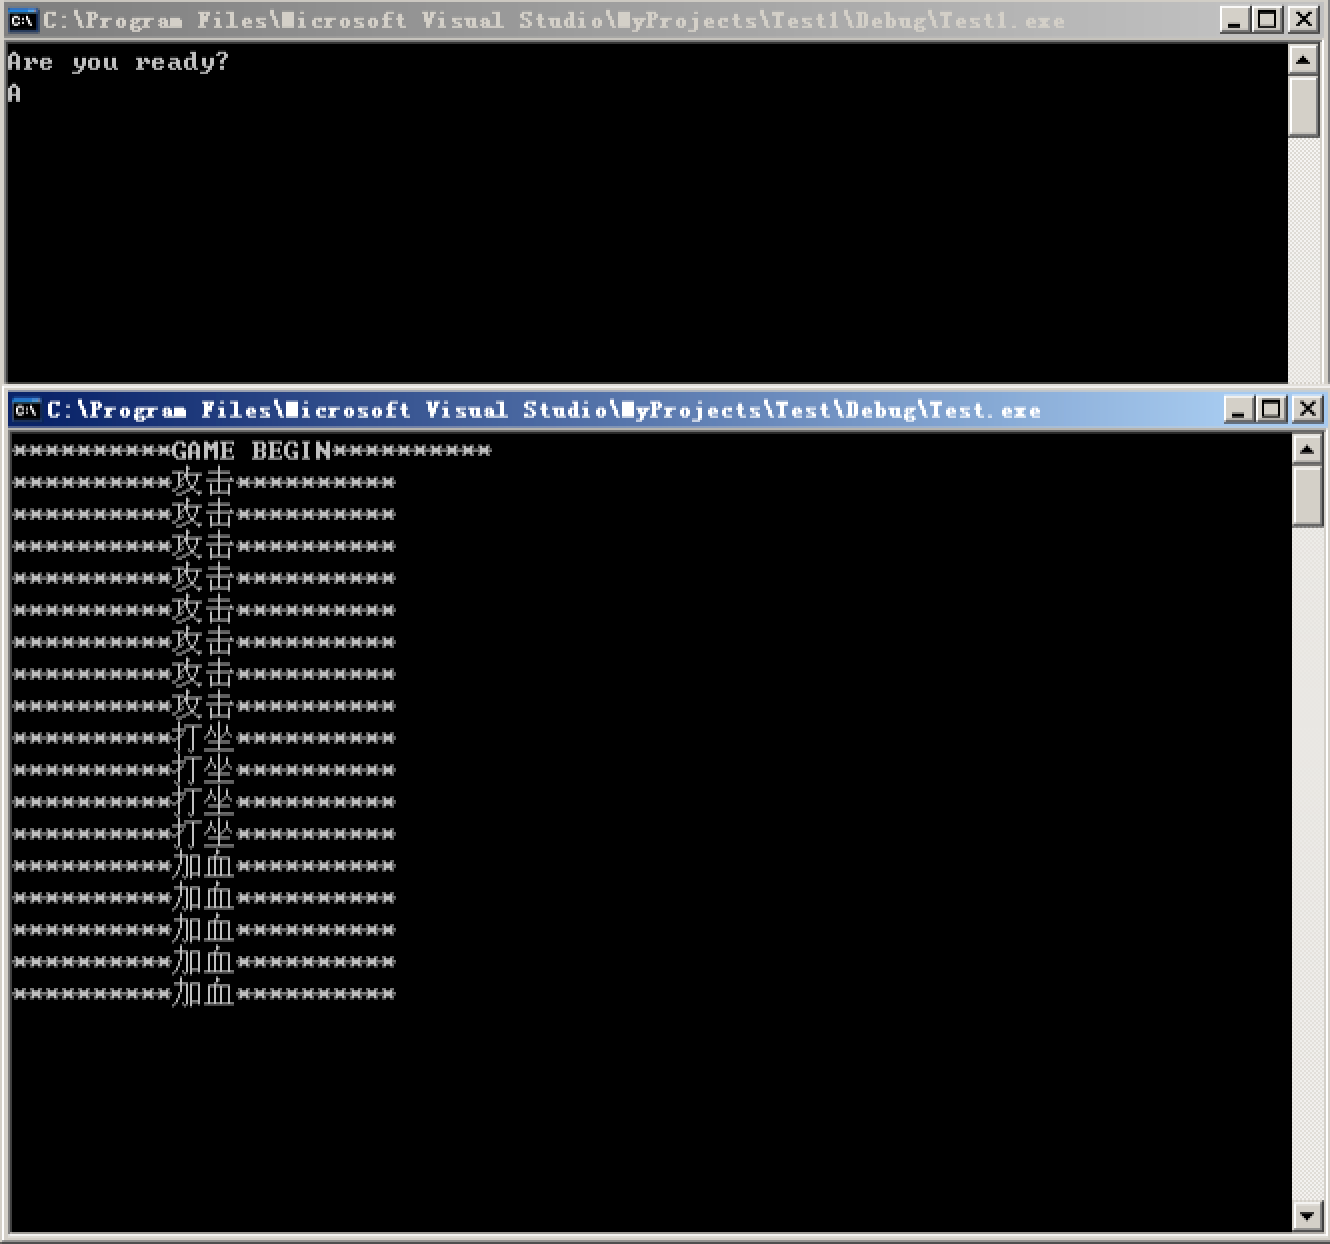 C:\Program Files\Microsoft Visual Studio\MyProjects\Test1\Debug\Test1.exe
Are you ready?
A
C:\Program Files\Microsoft Visual Studio\MyProjects\Test\Debug\Test.exe
**********GAME BEGIN**********
**********攻击**********
**********攻击**********
**********攻击**********
**********攻击**********
**********攻击**********
**********攻击**********
**********攻击**********
**********攻击**********
**********打坐**********
**********打坐**********
**********打坐**********
**********打坐**********
**********加血**********
**********加血**********
**********加血**********
**********加血**********
**********加血**********